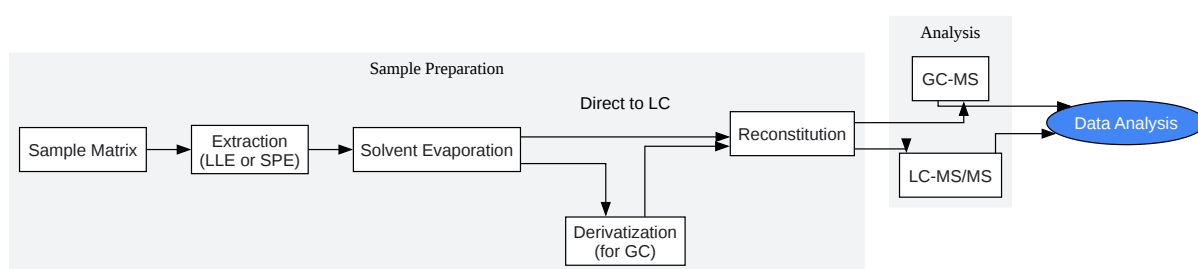 Analysis
Sample Preparation
GC-MS
Direct to LC
Data Analysis
Reconstitution
Sample Matrix
Extraction
(LLE or SPE)
Solvent Evaporation
LC-MS/MS
Derivatization
(for GC)